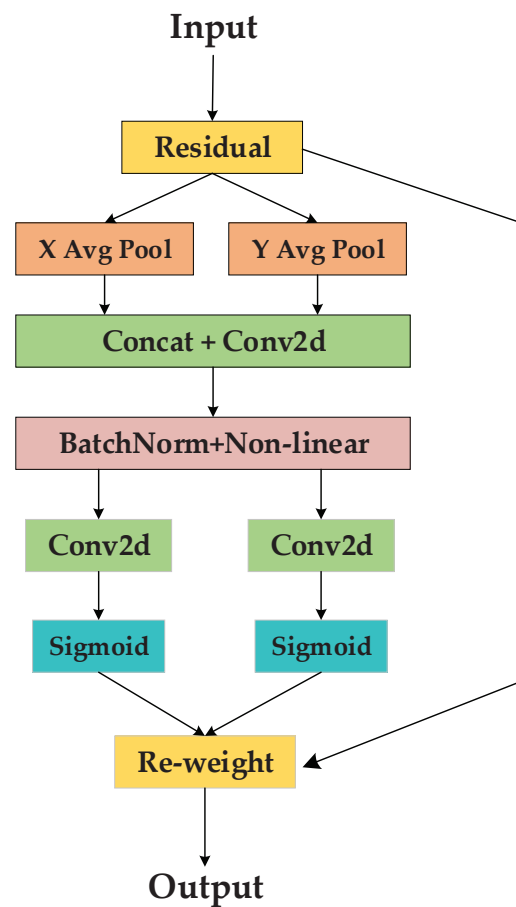 Input
Residual
X Avg Pool
Y Avg Pool
Concat + Conv2d
BatchNorm+Non-linear
Conv2d
Conv2d
Sigmoid
Sigmoid
Re-weight
Output